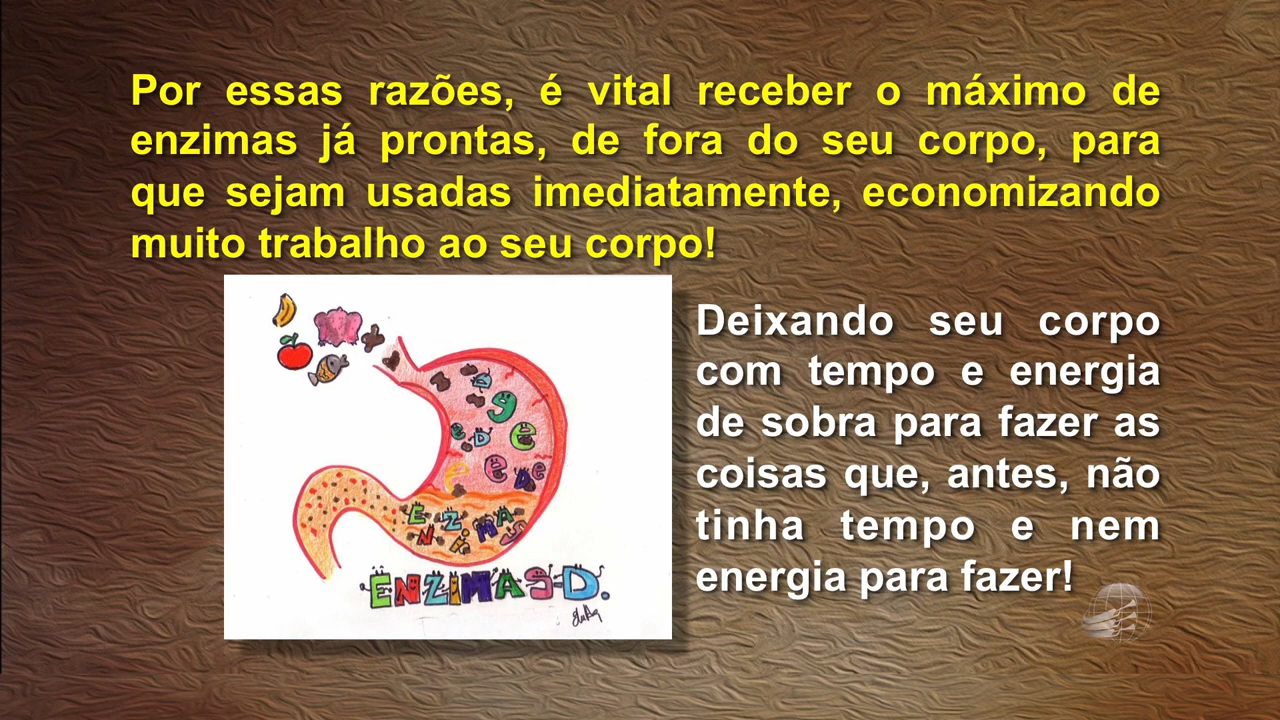 Por essas razões, é vital receber o máximo de
enzimas já prontas, de fora do seu corpo, para
que sejam usadas imediatamente, economizando
muito trabalho ao seu corpo!
Deixando seu corpo
com tempo e energia
de sobra para fazer as
coisas que, antes, não
tinha tempo e nem
energia para fazer!
ENZIMAS
ENZIMAS D.